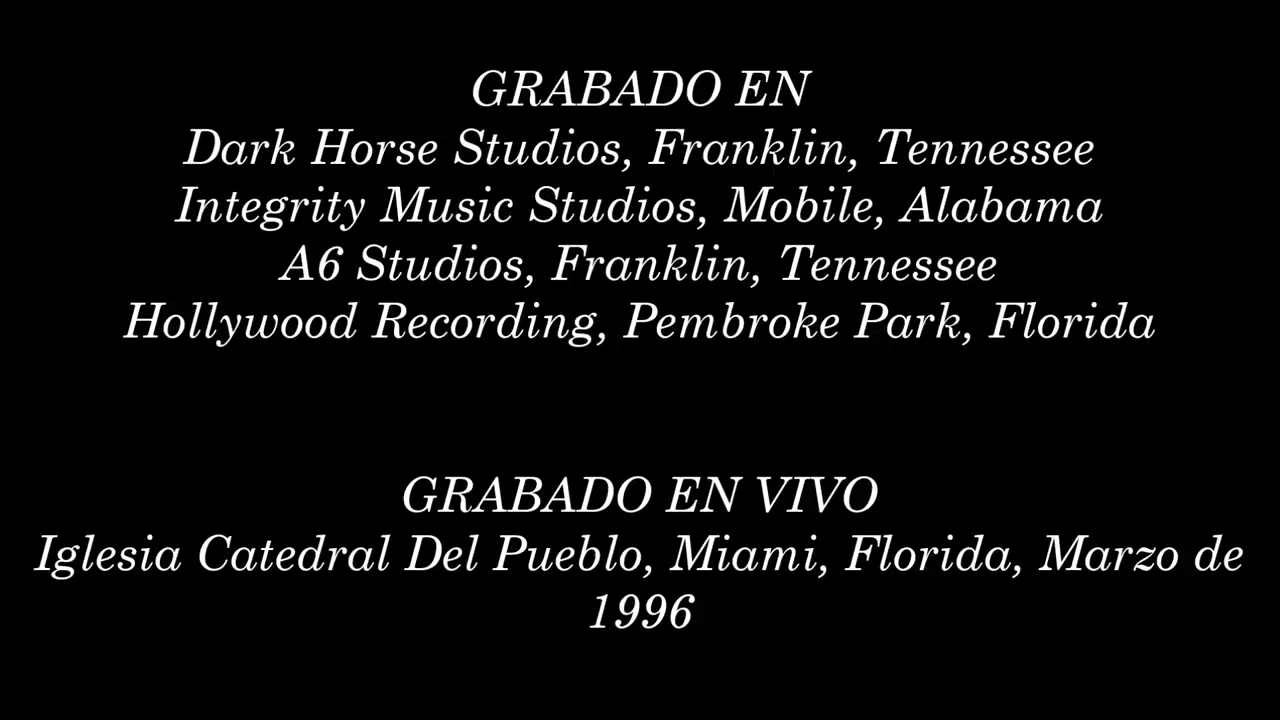 GRABADO EN
Dark Horse Studios, Franklin, Tennessee
Integrity Music Studios, Mobile, Alabama
A6 Studios, Franklin, Tennessee
Hollywood Recording, Pembroke Park, Florida
GRABADO EN VIVO
Iglesia Catedral Del Pueblo, Miami, Florida, Marzo de
1996